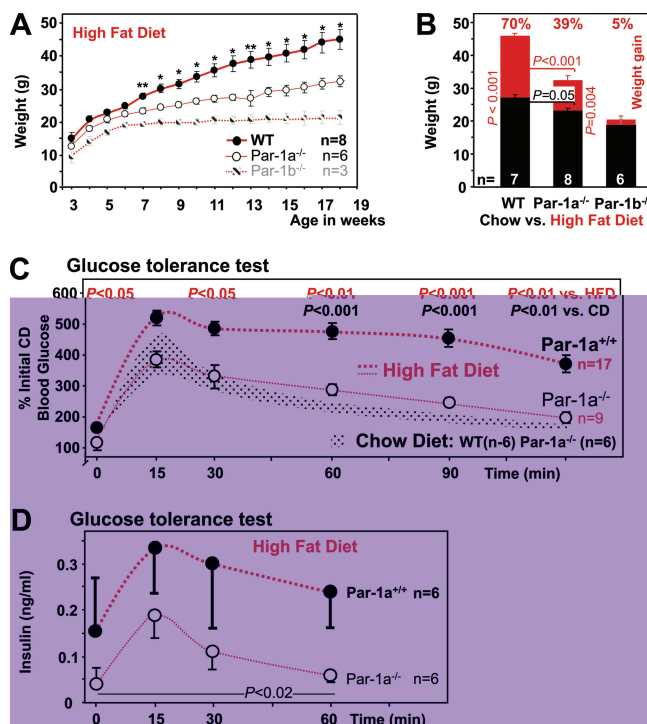 A
High Fat Diet
Weight (g)
50
40
30
20
10
0
** * * * * * ** * * * * *
WT n=8
Par-1a-/- n=6
Par-1b-/- n=3
3 5 7 9 11 13 15 17 19
Age in weeks
B
70% 39% 5%
Weight (g)
50
40
30
20
10
0
P < 0.001
P<0.001
P=0.05
P=0.004
Weight gain
n= 7 8 6
WT Par-1a-/- Par-1b-/-
Chow vs. High Fat Diet
C Glucose tolerance test
P<0.05 P<0.05 P<0.01 P<0.001 P<0.01 vs. HFD
P<0.001 P<0.001 P<0.01 vs. CD
% Initial CD
Blood Glucose
600
500
400
300
200
100
Par-1a+/+
n=17
High Fat Diet
Par-1a-/-
n=9
Chow Diet: WT(n-6) Par-1a-/- (n=6)
0 15 30 60 90 Time (min)
D Glucose tolerance test
High Fat Diet
Insulin (ng/ml)
0.3
0.2
0.1
0
Par-1a+/+ n=6
Par-1a-/- n=6
P<0.02
0 15 30 60 Time (min)